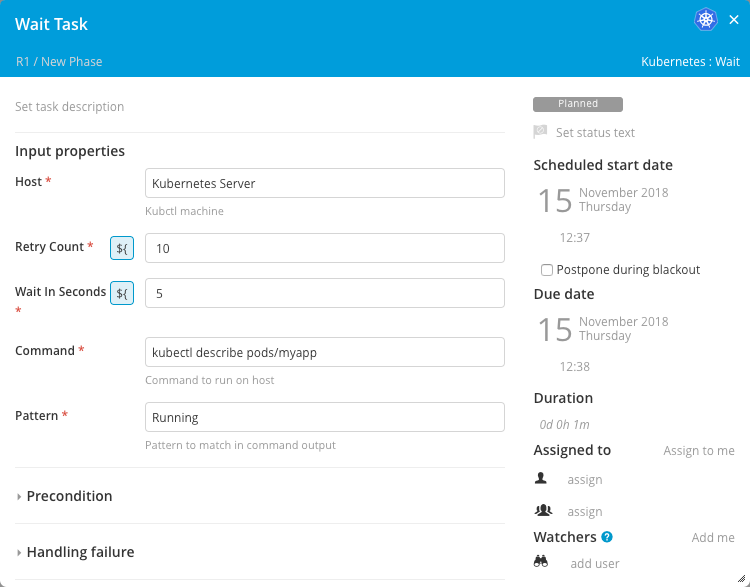 Wait Task
R1 / New Phase
Kubernetes : Wait
Set task description
Input properties
Host *
Kubernetes Server
Kubctl machine
Retry Count *
${
10
Wait In Seconds
*
${
5
Command *
kubectl describe pods/myapp
Command to run on host
Pattern *
Running
Pattern to match in command output
Precondition
Handling failure
Planned
Set status text
Scheduled start date
15
November 2018
Thursday
12:37
Postpone during blackout
Due date
15
November 2018
Thursday
12:38
Duration
0d 0h 1m
Assigned to
Assign to me
assign
assign
Watchers ?
Add me
add user